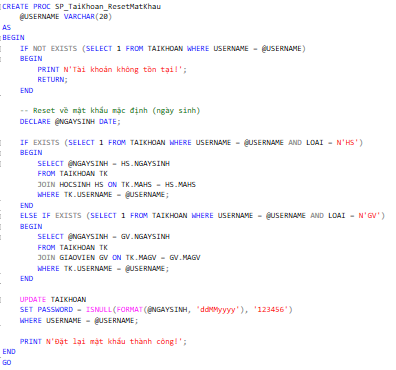 CREATE PROC SP_TaiKhoan_ResetMatKhau
@USERNAME VARCHAR(20)
AS
BEGIN
IF NOT EXISTS (SELECT 1 FROM TAIKHOAN WHERE USERNAME = @USERNAME)
BEGIN
PRINT N'Tài khoản không tồn tại!';
RETURN;
END
-- Reset về mật khẩu mặc định (ngày sinh)
DECLARE @NGAYSINH DATE;
IF EXISTS (SELECT 1 FROM TAIKHOAN WHERE USERNAME = @USERNAME AND LOAI = N'HS')
BEGIN
SELECT @NGAYSINH = HS.NGAYSINH
FROM TAIKHOAN TK
JOIN HOCSINH HS ON TK.MAHS = HS.MAHS
WHERE TK.USERNAME = @USERNAME;
END
ELSE IF EXISTS (SELECT 1 FROM TAIKHOAN WHERE USERNAME = @USERNAME AND LOAI = N'GV')
BEGIN
SELECT @NGAYSINH = GV.NGAYSINH
FROM TAIKHOAN TK
JOIN GIAOVIEN GV ON TK.MAGV = GV.MAGV
WHERE TK.USERNAME = @USERNAME;
END
UPDATE TAIKHOAN
SET PASSWORD = ISNULL(FORMAT(@NGAYSINH, 'ddMMyyyy'), '123456')
WHERE USERNAME = @USERNAME;
PRINT N'Đặt lại mật khẩu thành công!';
END
GO